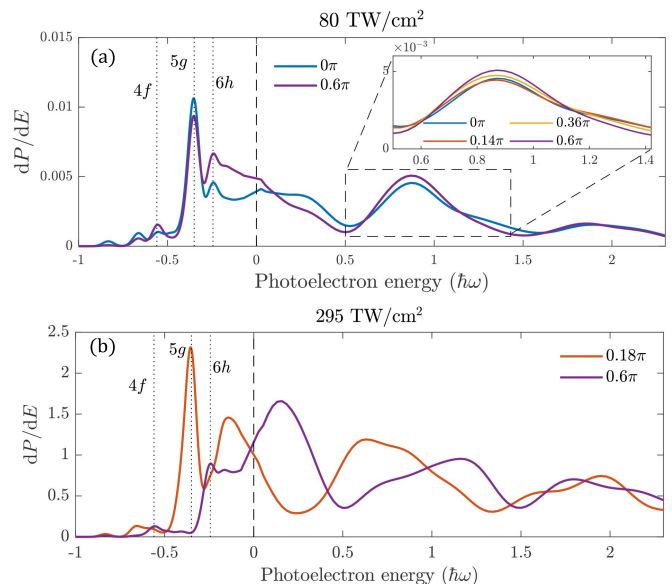 80 TW/cm²
(a)
0.015
0.01
0.005
0
dP/dE
4f
5g
6h
0π
0.6π
×10⁻³
5
0
0π
0.36π
0.14π
0.6π
0.6 0.8 1 1.2 1.4
-1 -0.5 0 0.5 1 1.5 2
Photoelectron energy (ℏω)
295 TW/cm²
(b)
2.5
2
1.5
1
0.5
0
dP/dE
4f
5g
6h
0.18π
0.6π
-1 -0.5 0 0.5 1 1.5 2
Photoelectron energy (ℏω)